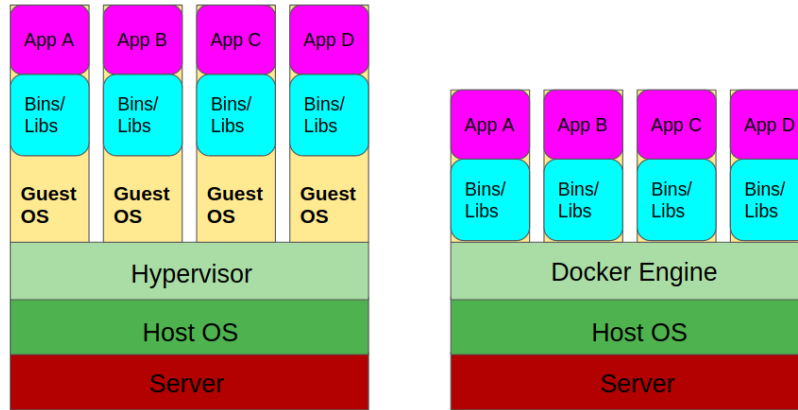 App A
App B
App C
App D
Bins/
Libs
Bins/
Libs
Bins/
Libs
Bins/
Libs
Guest
OS
Guest
OS
Guest
OS
Guest
OS
Hypervisor
Host OS
Server
App A
App B
App C
App D
Bins/
Libs
Bins/
Libs
Bins/
Libs
Bins/
Libs
Docker Engine
Host OS
Server